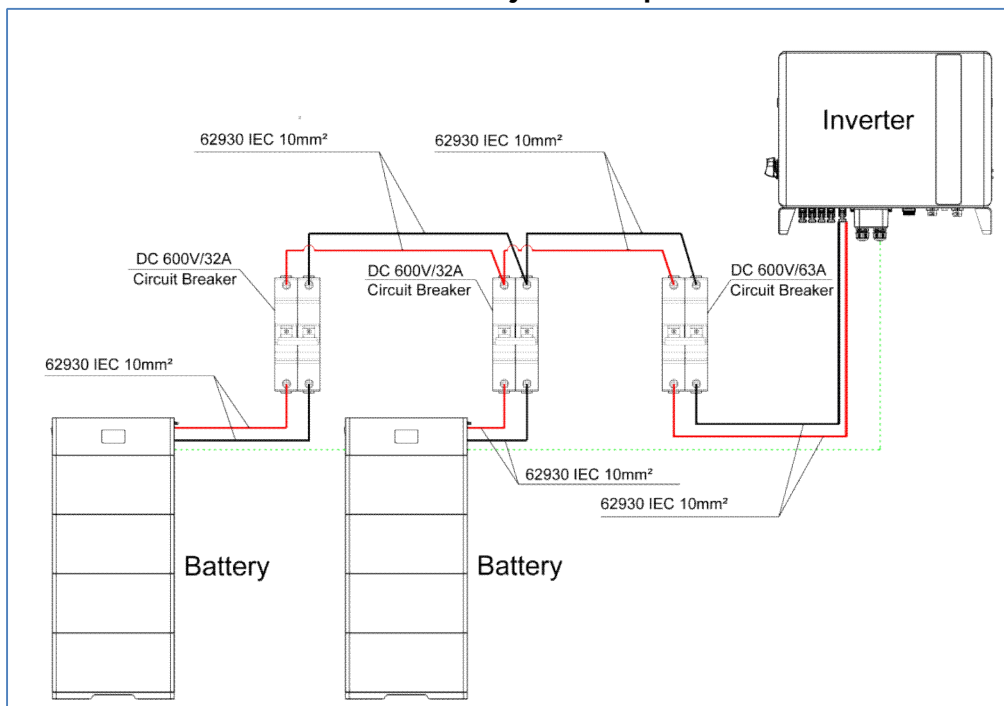 62930 IEC 10mm²
62930 IEC 10mm²
Inverter
DC 600V/32A
Circuit Breaker
DC 600V/32A
Circuit Breaker
DC 600V/63A
Circuit Breaker
62930 IEC 10mm²
62930 IEC 10mm²
62930 IEC 10mm²
Battery
Battery